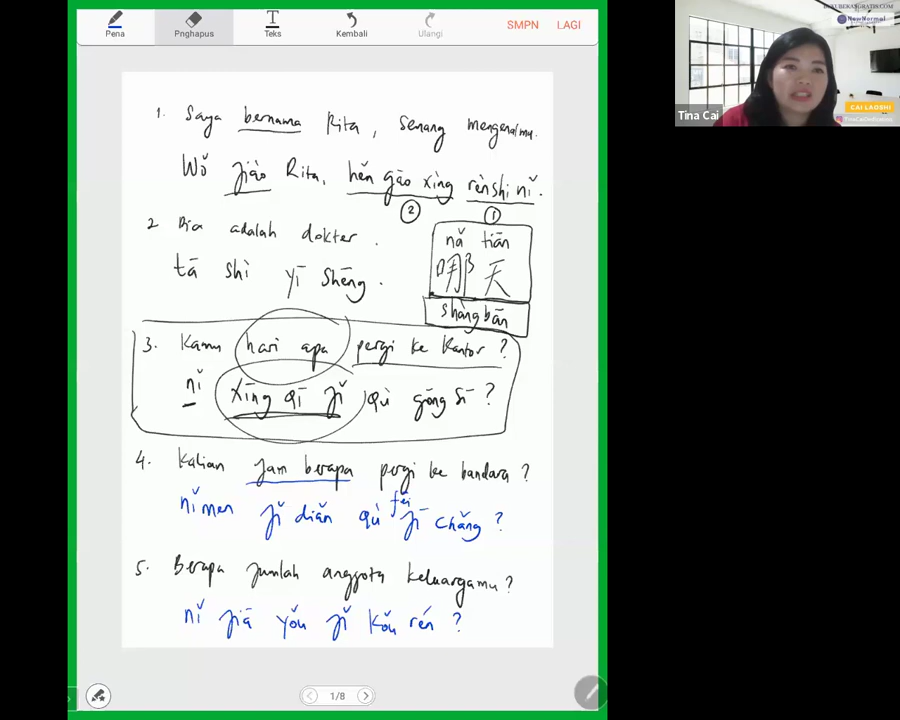 Pena
Pnghapus
Teks
Kembali
Ulangi
SMPN
LAGI
1. Saya bernama Rita, senang mengenalmu.
Wǒ jiào Rita, hěn gāo xìng rènshi nǐ.
② ①
2 Dia adalah dokter.
tā shì yī shēng.
nǎ tiān
哪天
shàngbān
3. Kamu hari apa pergi ke kantor?
nǐ xīng qī jǐ qù gōng sī?
4. Kalian jam berapa pergi ke bandara?
nǐmen jǐ diǎn qù fēi jī chǎng?
5. Berapa jumlah anggota keluargamu?
nǐ jiā yǒu jǐ kǒu rén?
1/8
NewNormal
CAI LAOSHI
Tina Cai